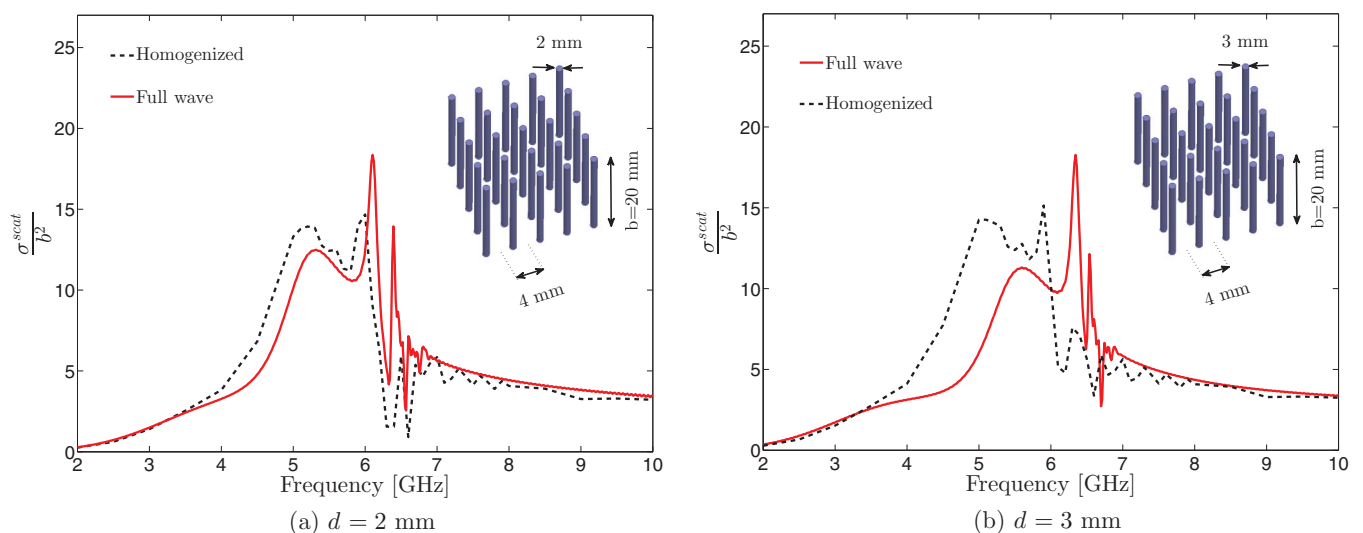 25
20
15
10
5
0
2 3 4 5 6 7 8 9 10
σ^scat
b²
Homogenized
Full wave
2 mm
b=20 mm
4 mm
Frequency [GHz]
(a) d = 2 mm
25
20
15
10
5
0
2 3 4 5 6 7 8 9 10
σ^scat
b²
Full wave
Homogenized
3 mm
b=20 mm
4 mm
Frequency [GHz]
(b) d = 3 mm